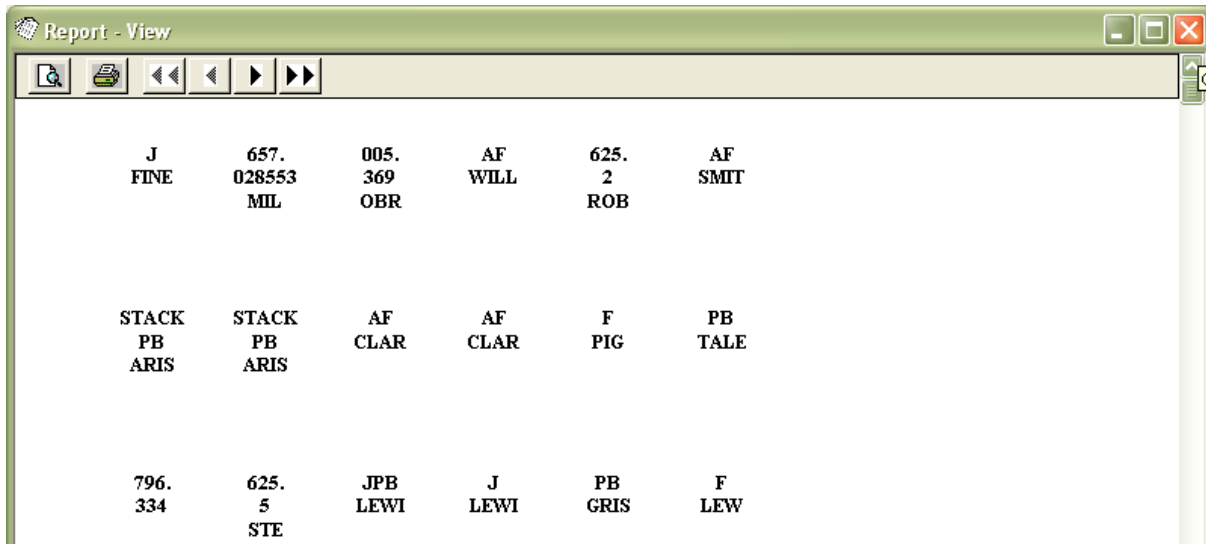 Report - View
J 657. 005. AF 625. AF
FINE 028553 369 WILL 2 SMIT
MIL OBR ROB
STACK STACK AF AF F PB
PB PB CLAR CLAR PIG TALE
ARIS ARIS
796. 625. JPB J PB F
334 5 LEWI LEWI GRIS LEW
STE